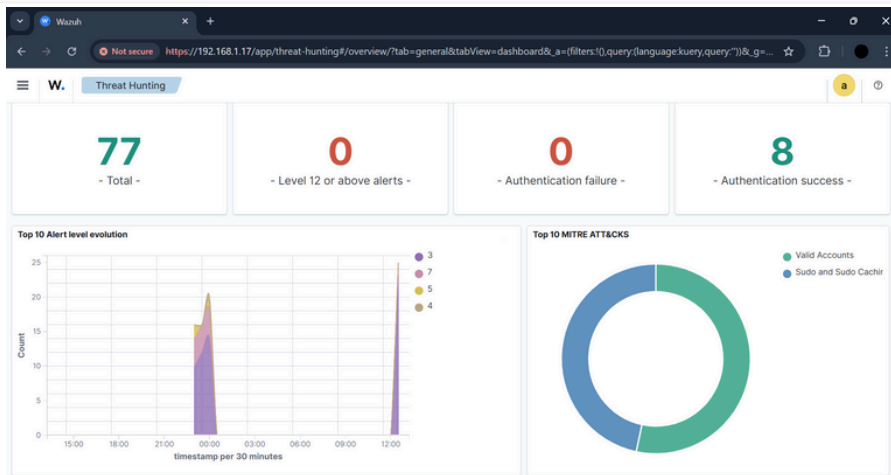 Wazuh
Not secure https://192.168.1.17/app/threat-hunting#/overview/?tab=general&tabView=dashboard&_a=(filters:!(),query:(language:kuery,query:''))&_g=...
W. Threat Hunting a
77 0 0 8
- Total - - Level 12 or above alerts - - Authentication failure - - Authentication success -
Top 10 Alert level evolution
25
20
15
10
5
0
Count
15:00 18:00 21:00 00:00 03:00 06:00 09:00 12:00
timestamp per 30 minutes
3
7
5
4
Top 10 MITRE ATT&CKS
Valid Accounts
Sudo and Sudo Cachin